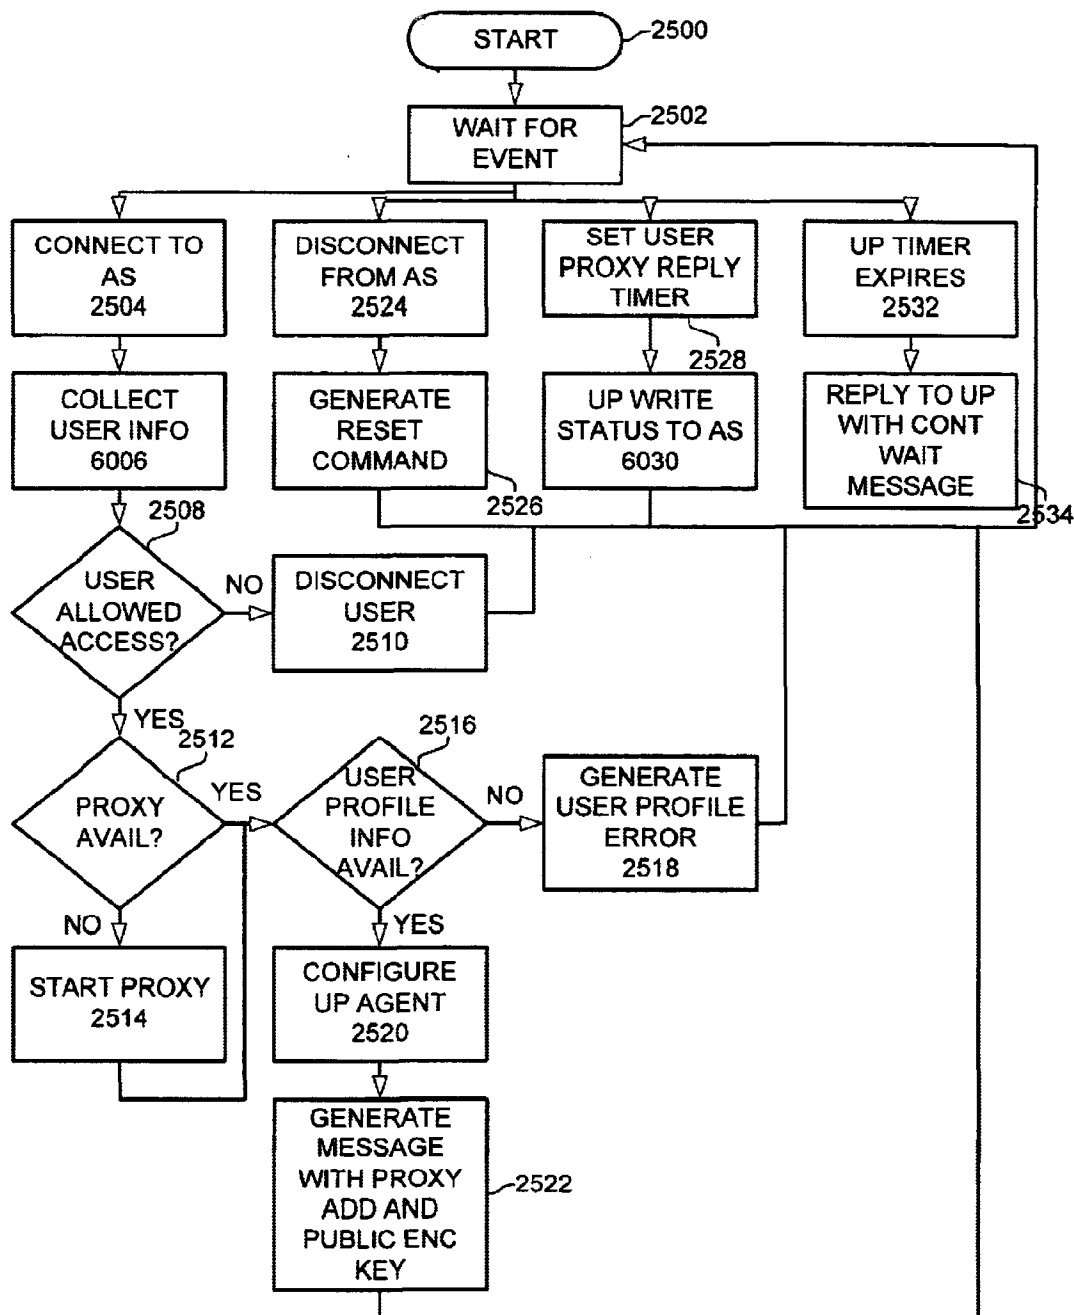 START
2500
WAIT FOR
EVENT
2502
CONNECT TO
AS
2504
DISCONNECT
FROM AS
2524
SET USER
PROXY REPLY
TIMER
2528
UP TIMER
EXPIRES
2532
COLLECT
USER INFO
6006
GENERATE
RESET
COMMAND
2526
UP WRITE
STATUS TO AS
6030
REPLY TO UP
WITH CONT
WAIT
MESSAGE
2534
2508
USER
ALLOWED
ACCESS?
NO
DISCONNECT
USER
2510
YES
2512
PROXY
AVAIL?
YES
2516
USER
PROFILE
INFO
AVAIL?
NO
GENERATE
USER PROFILE
ERROR
2518
NO
START PROXY
2514
YES
CONFIGURE
UP AGENT
2520
GENERATE
MESSAGE
WITH PROXY
ADD AND
PUBLIC ENC
KEY
2522